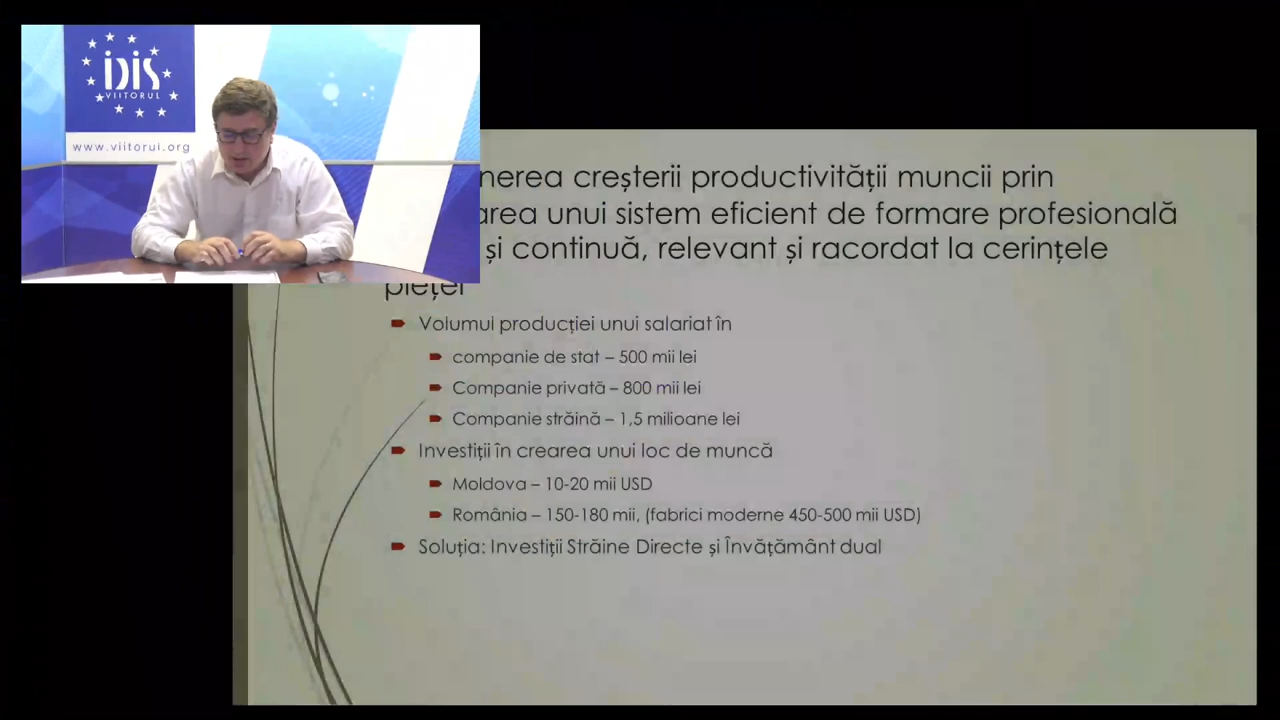 IDIS
VIITORUL
www.viitorul.org
nerea creșterii productivității muncii prin
area unui sistem eficient de formare profesională
și continuă, relevant și racordat la cerințele
pieței
Volumul producției unui salariat în
companie de stat – 500 mii lei
Companie privată – 800 mii lei
Companie străină – 1,5 milioane lei
Investiții în crearea unui loc de muncă
Moldova – 10-20 mii USD
România – 150-180 mii, (fabrici moderne 450-500 mii USD)
Soluția: Investiții Străine Directe și Învățământ dual